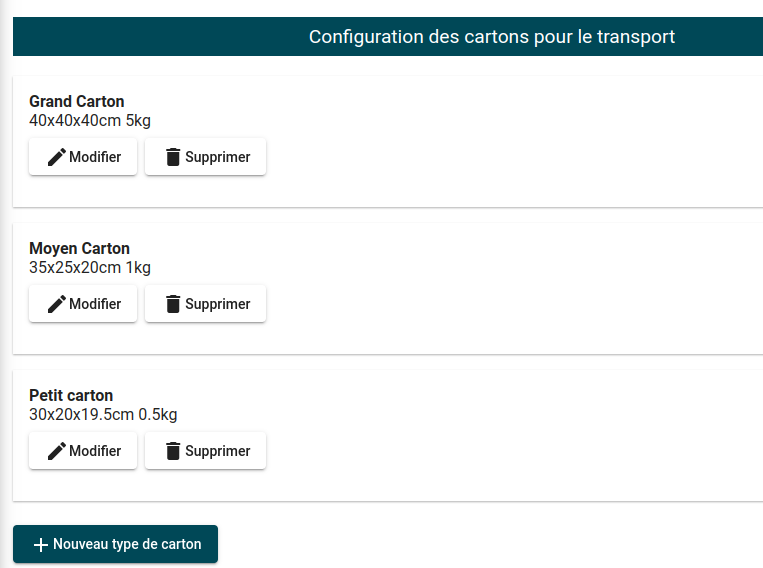 Configuration des cartons pour le transport
Grand Carton
40x40x40cm 5kg
Modifier Supprimer
Moyen Carton
35x25x20cm 1kg
Modifier Supprimer
Petit carton
30x20x19.5cm 0.5kg
Modifier Supprimer
Nouveau type de carton